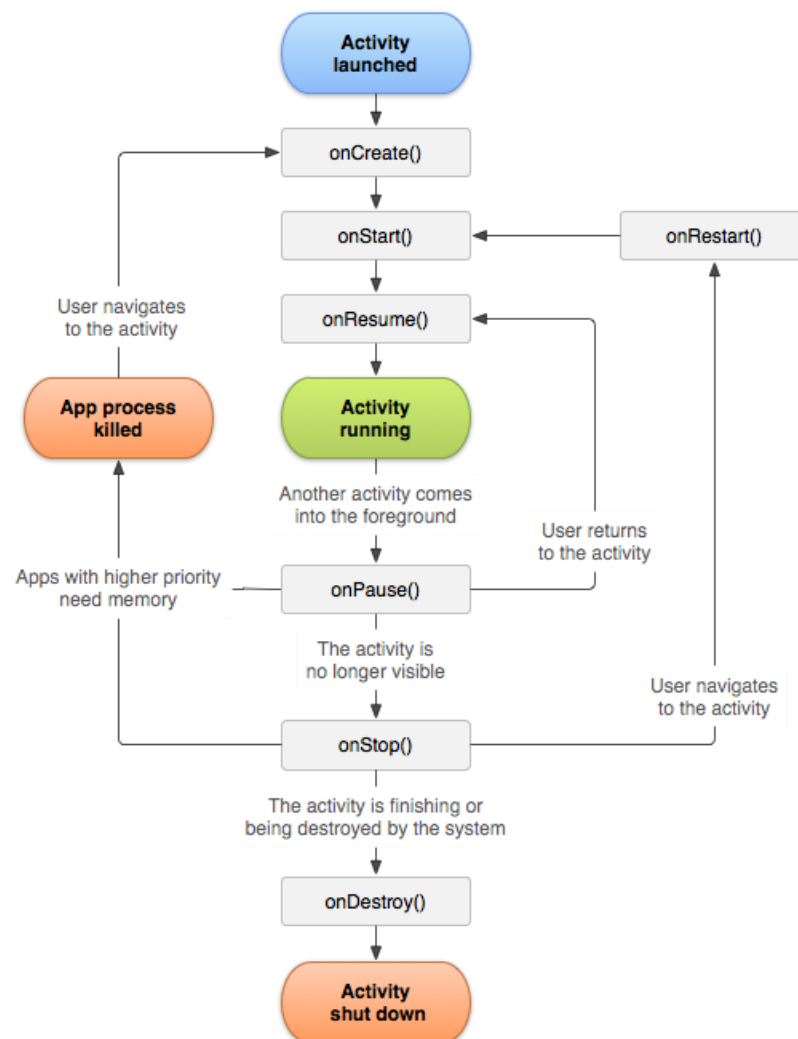 Activity
launched
onCreate()
onStart()
onRestart()
User navigates
to the activity
onResume()
App process
killed
Activity
running
Another activity comes
into the foreground
User returns
to the activity
Apps with higher priority
need memory
onPause()
The activity is
no longer visible
User navigates
to the activity
onStop()
The activity is finishing or
being destroyed by the system
onDestroy()
Activity
shut down